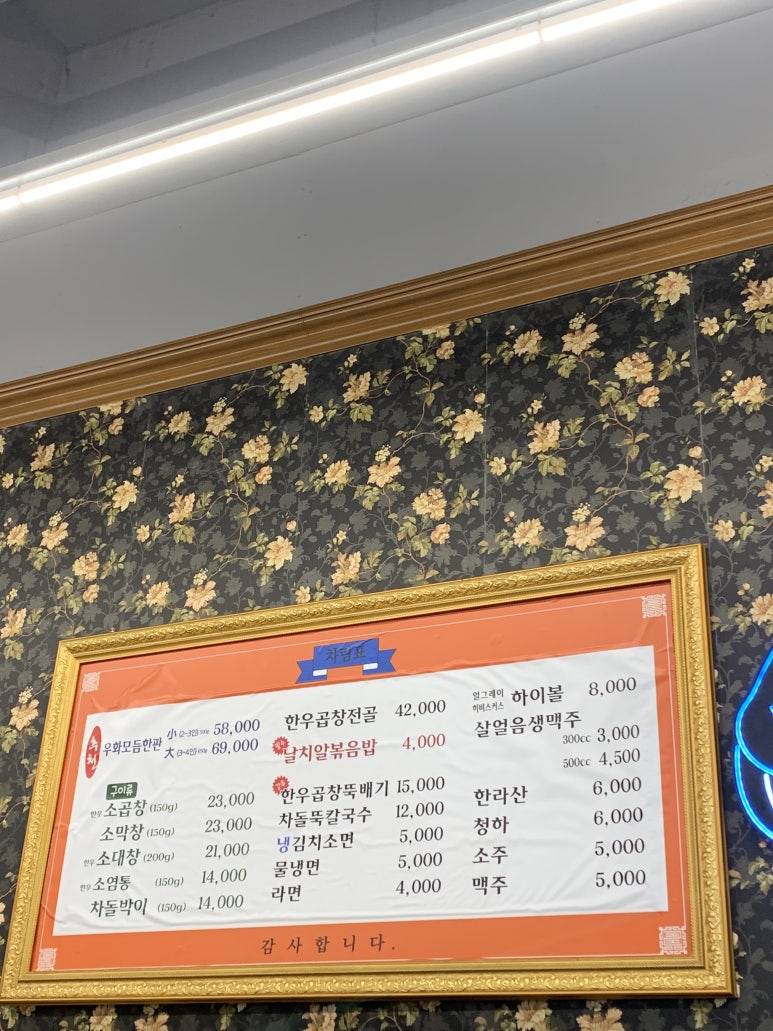 차림표
추천
우화모듬한판 小 (2~3인) 58,000
大 (3~4인) 69,000
구이류
한우 소곱창 (150g) 23,000
소막창 (150g) 23,000
한우 소대창 (200g) 21,000
한우 소염통 (150g) 14,000
차돌박이 (150g) 14,000
한우곱창전골 42,000
날치알볶음밥 4,000
한우곱창뚝배기 15,000
차돌뚝칼국수 12,000
냉김치소면 5,000
물냉면 5,000
라면 4,000
얼그레이
히비스커스
하이볼 8,000
살얼음생맥주
300cc 3,000
500cc 4,500
한라산 6,000
청하 6,000
소주 5,000
맥주 5,000
감사합니다.